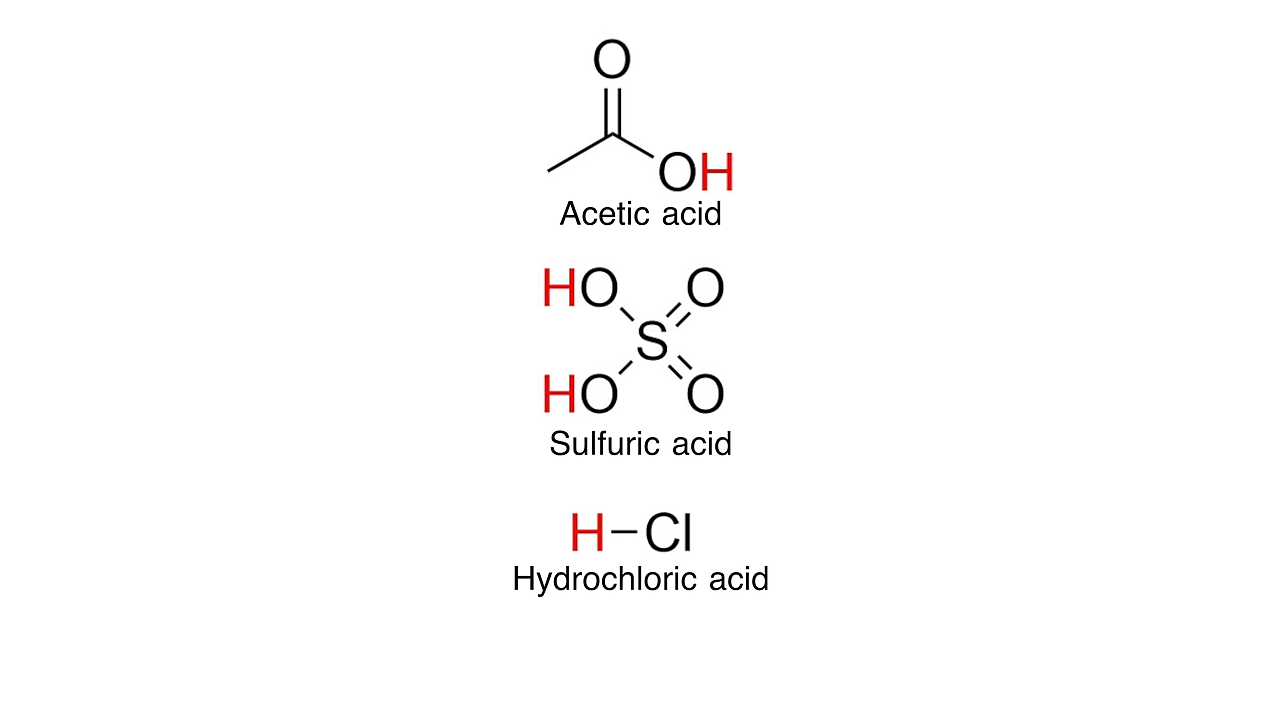 O
OH
Acetic acid
HO O
S
HO O
Sulfuric acid
H–Cl
Hydrochloric acid